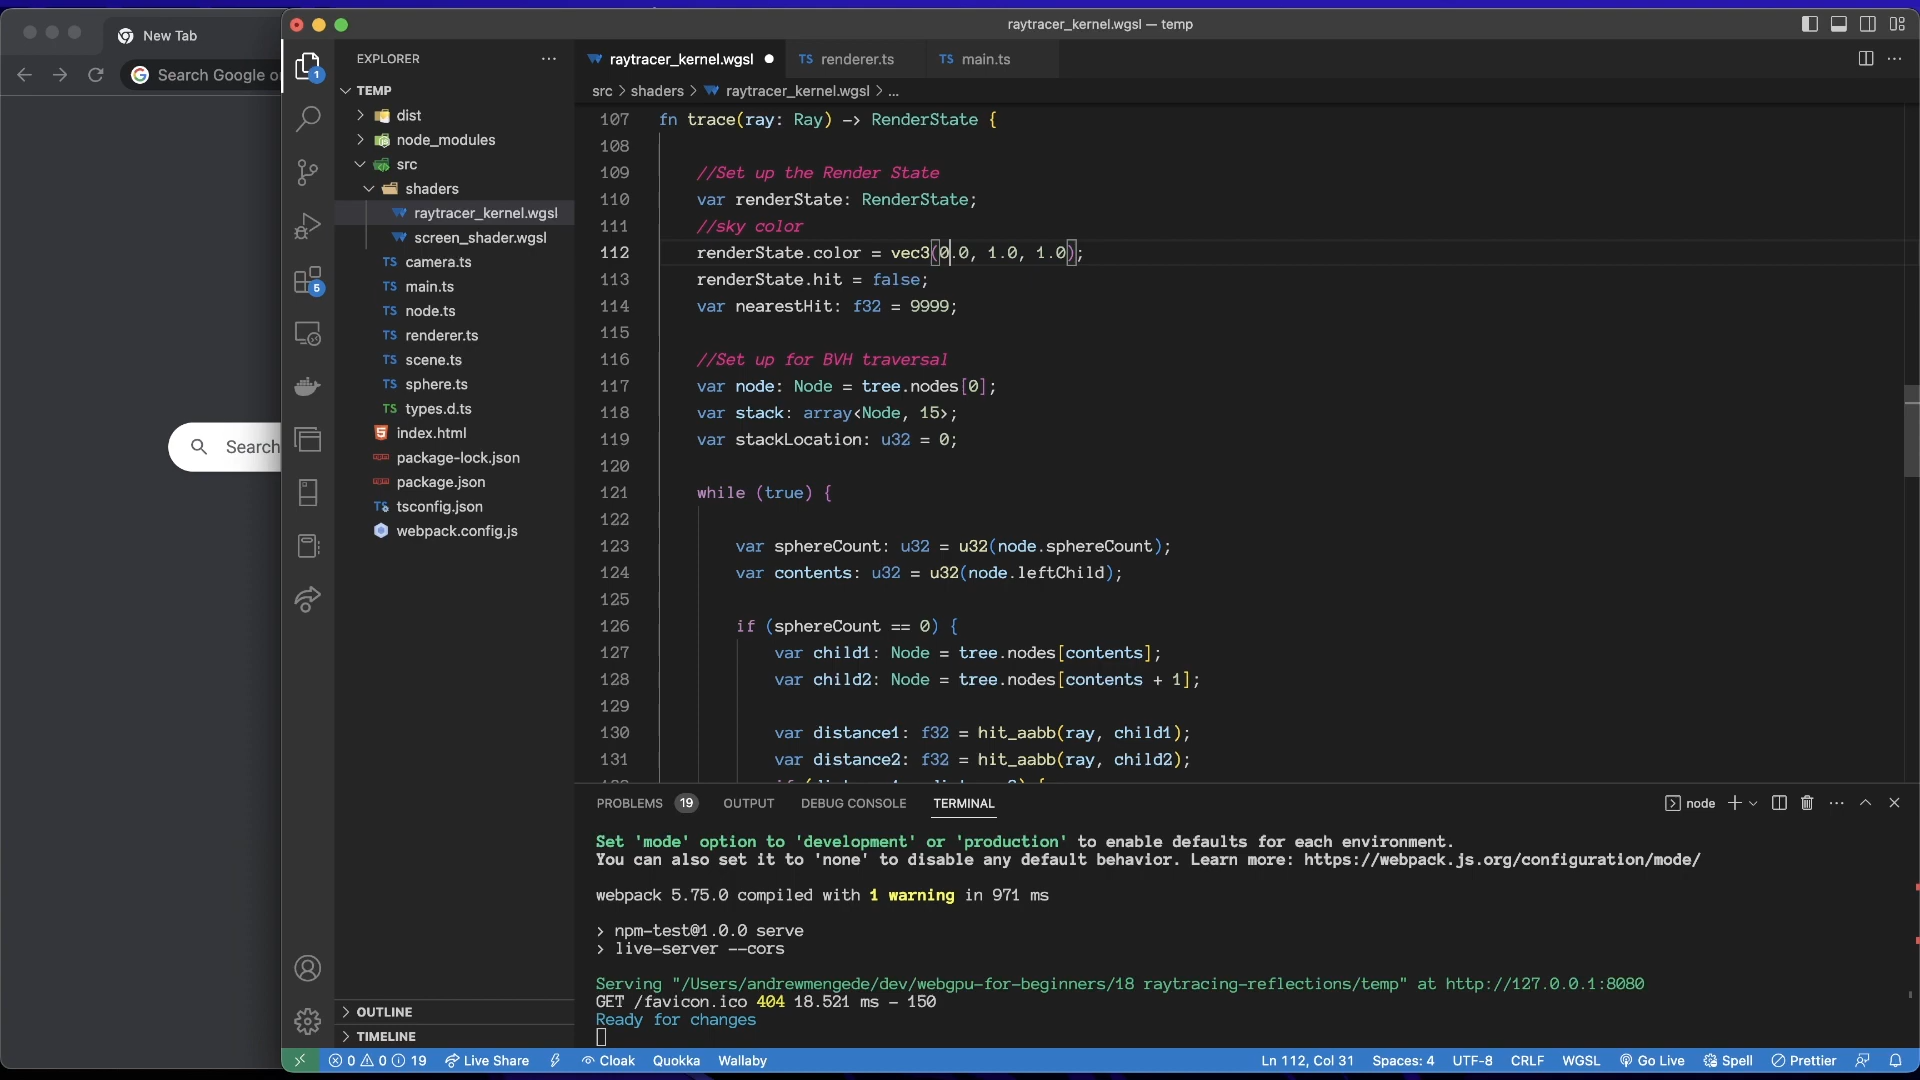 New Tab
Search Google or
Search
raytracer_kernel.wgsl — temp
1
5
EXPLORER
TEMP
dist
node_modules
src
shaders
raytracer_kernel.wgsl
screen_shader.wgsl
TS camera.ts
TS main.ts
TS node.ts
TS renderer.ts
TS scene.ts
TS sphere.ts
TS types.d.ts
index.html
package-lock.json
package.json
TS tsconfig.json
webpack.config.js
OUTLINE
TIMELINE
raytracer_kernel.wgsl
TS renderer.ts
TS main.ts
src > shaders > raytracer_kernel.wgsl > ...
107 fn trace(ray: Ray) -> RenderState {
108
109 //Set up the Render State
110 var renderState: RenderState;
111 //sky color
112 renderState.color = vec3(0.0, 1.0, 1.0);
113 renderState.hit = false;
114 var nearestHit: f32 = 9999;
115
116 //Set up for BVH traversal
117 var node: Node = tree.nodes[0];
118 var stack: array<Node, 15>;
119 var stackLocation: u32 = 0;
120
121 while (true) {
122
123 var sphereCount: u32 = u32(node.sphereCount);
124 var contents: u32 = u32(node.leftChild);
125
126 if (sphereCount == 0) {
127 var child1: Node = tree.nodes[contents];
128 var child2: Node = tree.nodes[contents + 1];
129
130 var distance1: f32 = hit_aabb(ray, child1);
131 var distance2: f32 = hit_aabb(ray, child2);
PROBLEMS 19 OUTPUT DEBUG CONSOLE TERMINAL
node
Set 'mode' option to 'development' or 'production' to enable defaults for each environment.
You can also set it to 'none' to disable any default behavior. Learn more: https://webpack.js.org/configuration/mode/
webpack 5.75.0 compiled with 1 warning in 971 ms
> npm-test@1.0.0 serve
> live-server --cors
Serving "/Users/andrewmengede/dev/webgpu-for-beginners/18 raytracing-reflections/temp" at http://127.0.0.1:8080
GET /favicon.ico 404 18.521 ms - 150
Ready for changes
0 0 19 Live Share Cloak Quokka Wallaby
Ln 112, Col 31 Spaces: 4 UTF-8 CRLF WGSL Go Live Spell Prettier